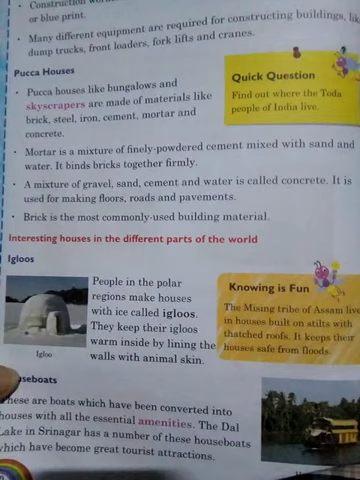 • Construction
or blue print.
• Many different equipment are required for constructing buildings,
dump trucks, front loaders, fork lifts and cranes.
Pucca Houses
• Pucca houses like bungalows and
skyscrapers are made of materials like
brick, steel, iron, cement, mortar and
concrete.
Quick Question
Find out where the Toda
people of India live.
• Mortar is a mixture of finely-powdered cement mixed with sand and
water. It binds bricks together firmly.
• A mixture of gravel, sand, cement and water is called concrete. It is
used for making floors, roads and pavements.
• Brick is the most commonly-used building material.
Interesting houses in the different parts of the world
Igloos
People in the polar
regions make houses
with ice called igloos.
They keep their igloos
warm inside by lining the
walls with animal skin.
Igloo
Knowing is Fun
The Mising tribe of Assam live
in houses built on stilts with
thatched roofs. It keeps their
houses safe from floods.
useboats
These are boats which have been converted into
houses with all the essential amenities. The Dal
Lake in Srinagar has a number of these houseboats
which have become great tourist attractions.